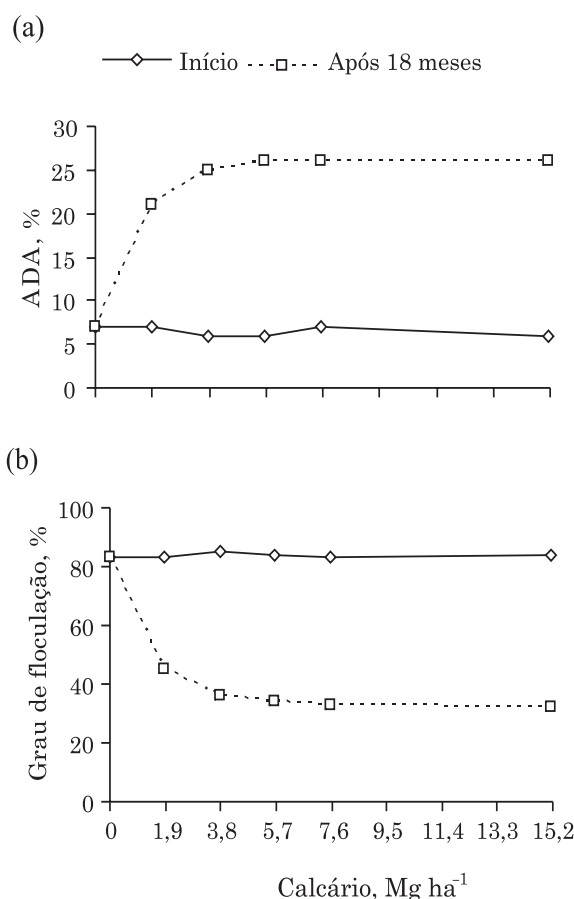 (a)
Início Após 18 meses
30
25
20
15
10
5
0
ADA, %
(b)
100
80
60
40
20
0
Grau de floculação, %
0 1,9 3,8 5,7 7,6 9,5 11,4 13,3 15,2
Calcário, Mg ha⁻¹